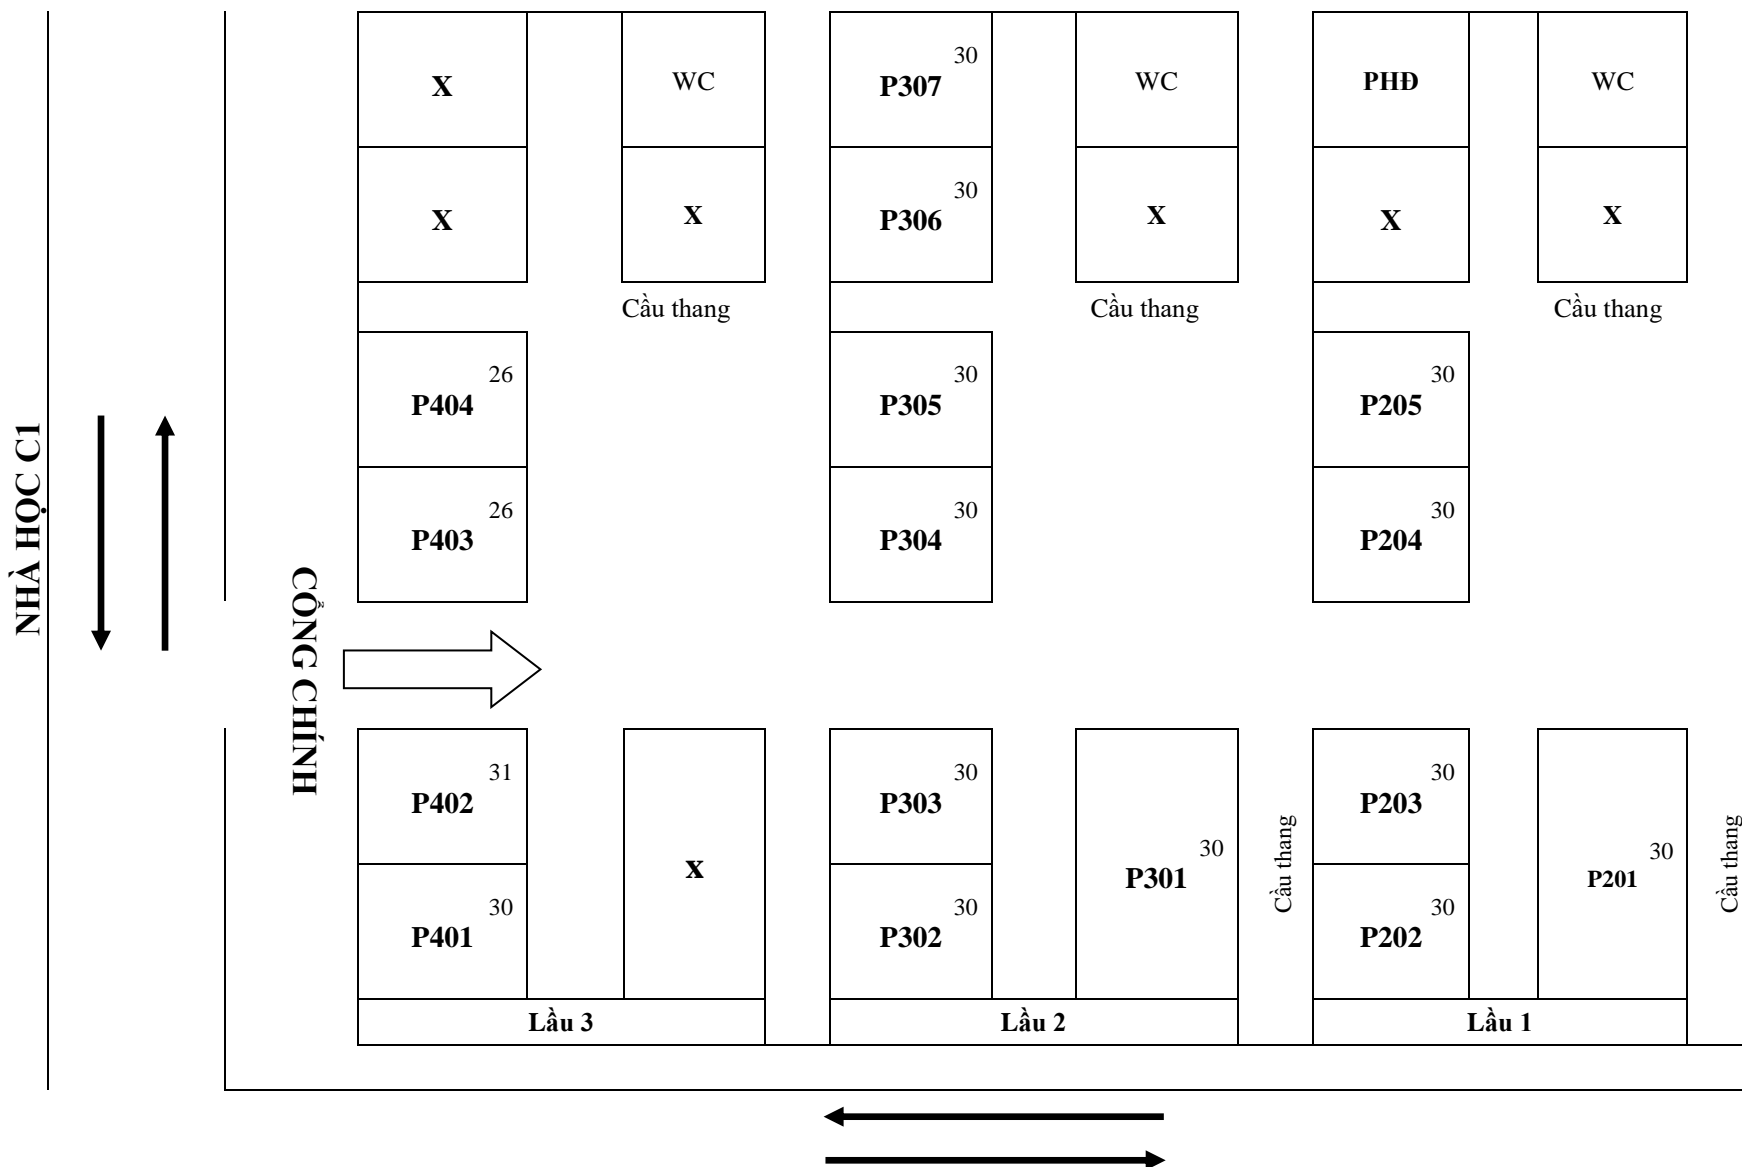 X
WC
30
P307
WC
PHĐ
WC
X
X
30
P306
X
X
X
Cầu thang
Cầu thang
Cầu thang
26
P404
30
P305
30
P205
NHÀ HỌC C1
26
P403
30
P304
30
P204
CỔNG CHÍNH
31
P402
30
P303
30
P203
X
30
P301
Cầu thang
30
P201
Cầu thang
30
P401
30
P302
30
P202
Lầu 3
Lầu 2
Lầu 1